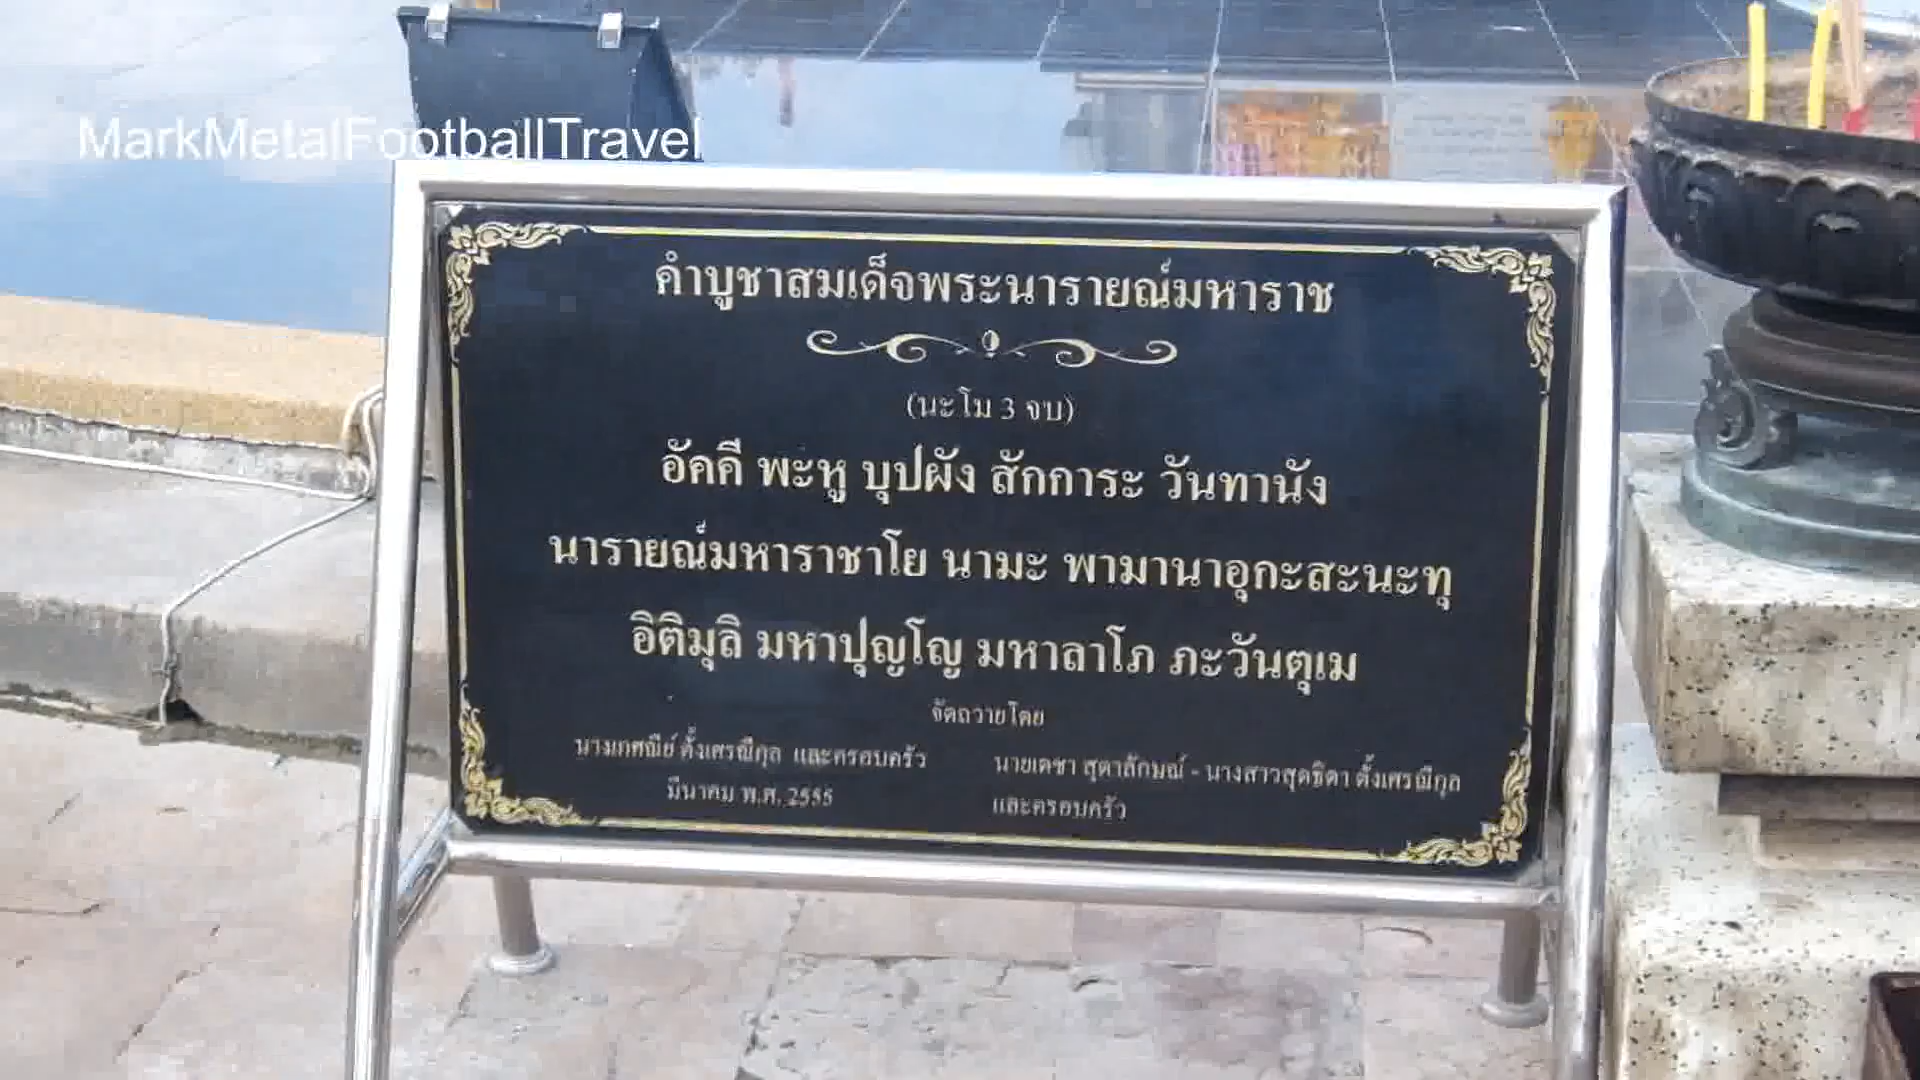 MarkMetalFootballTravel
คำบูชาสมเด็จพระนารายณ์มหาราช
(นะโม 3 จบ)
อัคคี พะหู บุปผัง สักการะ วันทานัง
นารายณ์มหาราชาโย นามะ พามานาอุกะสะนะทุ
อิติมุลิ มหาปุญโญ มหาลาโภ ภะวันตุเม
จัดถวายโดย
นางเกศณีย์ ตั้งเศรณีกุล และครอบครัว
มีนาคม พ.ศ. 2555
นายเดชา สุดาลักษณ์ - นางสาวสุดธิดา ตั้งเศรณีกุล
และครอบครัว